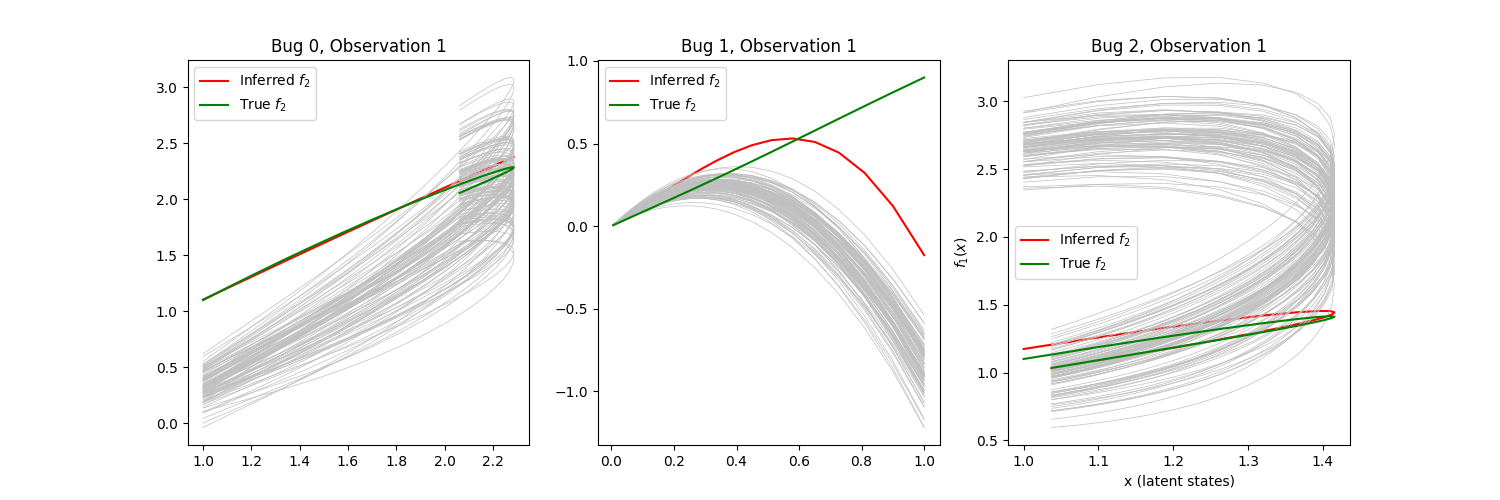 Bug 0, Observation 1
Inferred f₂
True f₂
3.0
2.5
2.0
1.5
1.0
0.5
0.0
1.0 1.2 1.4 1.6 1.8 2.0 2.2
Bug 1, Observation 1
Inferred f₂
True f₂
1.0
0.5
0.0
−0.5
−1.0
0.0 0.2 0.4 0.6 0.8 1.0
Bug 2, Observation 1
f₁(x)
3.0
2.5
2.0
1.5
1.0
0.5
Inferred f₂
True f₂
1.0 1.1 1.2 1.3 1.4
x (latent states)